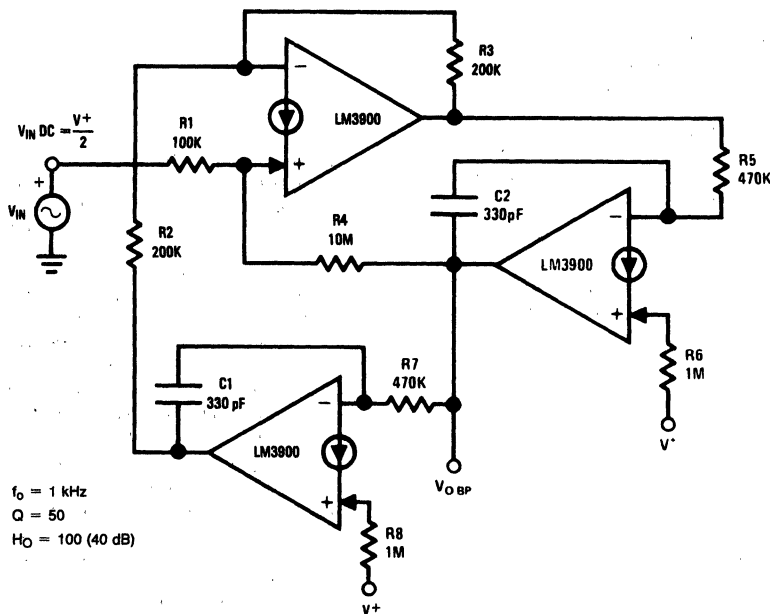 R3
200K
−
LM3900
+
V_IN DC = V⁺/2
R1
100K
+
V_IN
R2
200K
R4
10M
C2
330pF
R5
470K
−
LM3900
+
R6
1M
V⁺
C1
330 pF
R7
470K
−
LM3900
+
V_O BP
R8
1M
V+
f_o = 1 kHz
Q = 50
H_O = 100 (40 dB)